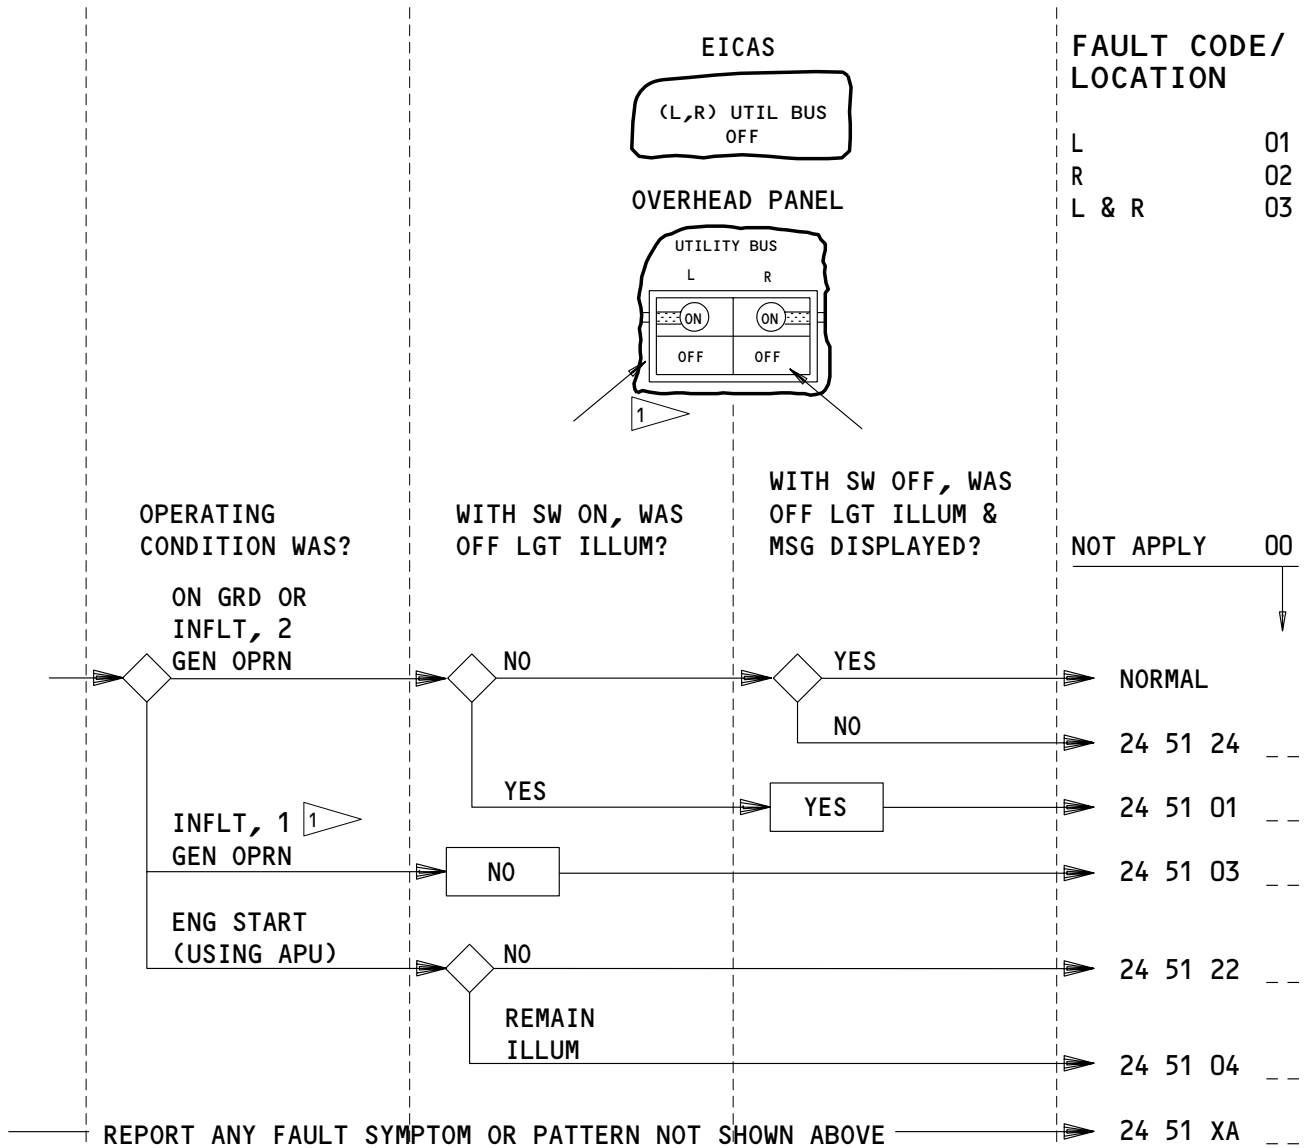 EICAS
(L,R) UTIL BUS
OFF
OVERHEAD PANEL
UTILITY BUS
L R
ON ON
OFF OFF
1
FAULT CODE/
LOCATION
L 01
R 02
L & R 03
OPERATING
CONDITION WAS?
WITH SW ON, WAS
OFF LGT ILLUM?
WITH SW OFF, WAS
OFF LGT ILLUM &
MSG DISPLAYED?
NOT APPLY 00
ON GRD OR
INFLT, 2
GEN OPRN
NO
YES
NORMAL
NO
24 51 24 _ _
YES
YES
24 51 01 _ _
INFLT, 1 1
GEN OPRN
NO
24 51 03 _ _
ENG START
(USING APU)
NO
24 51 22 _ _
REMAIN
ILLUM
24 51 04 _ _
REPORT ANY FAULT SYMPTOM OR PATTERN NOT SHOWN ABOVE
24 51 XA _ _